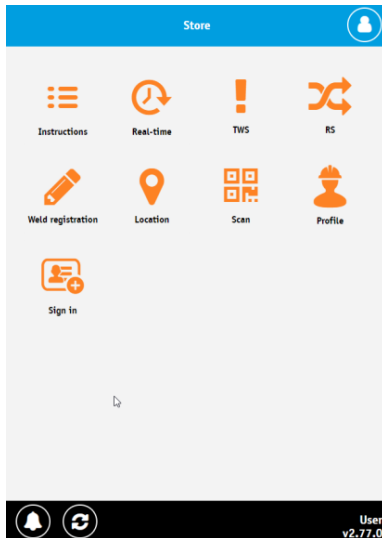 Store
Instructions
Real-time
TWS
RS
Weld registration
Location
Scan
Profile
Sign in
User
v2.77.0